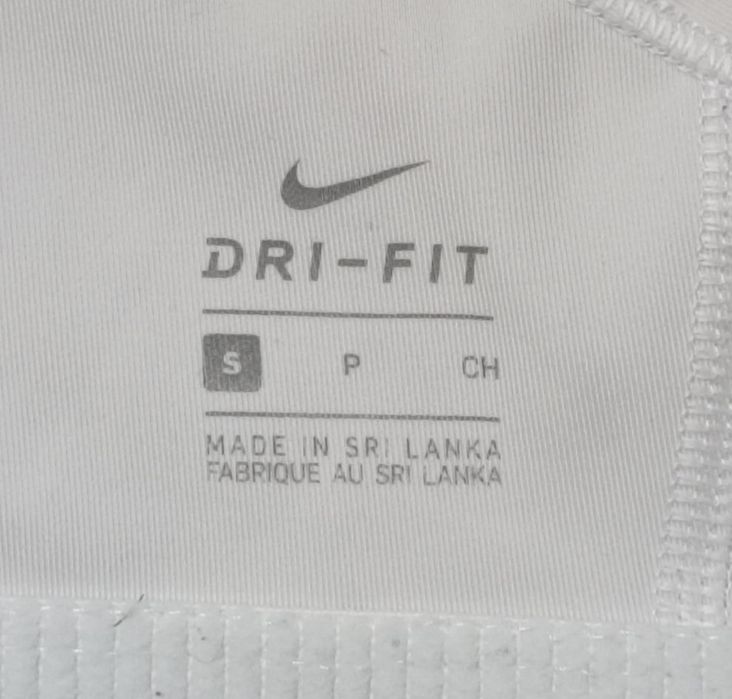 DRI-FIT
S P CH
MADE IN SRI LANKA
FABRIQUE AU SRI LANKA